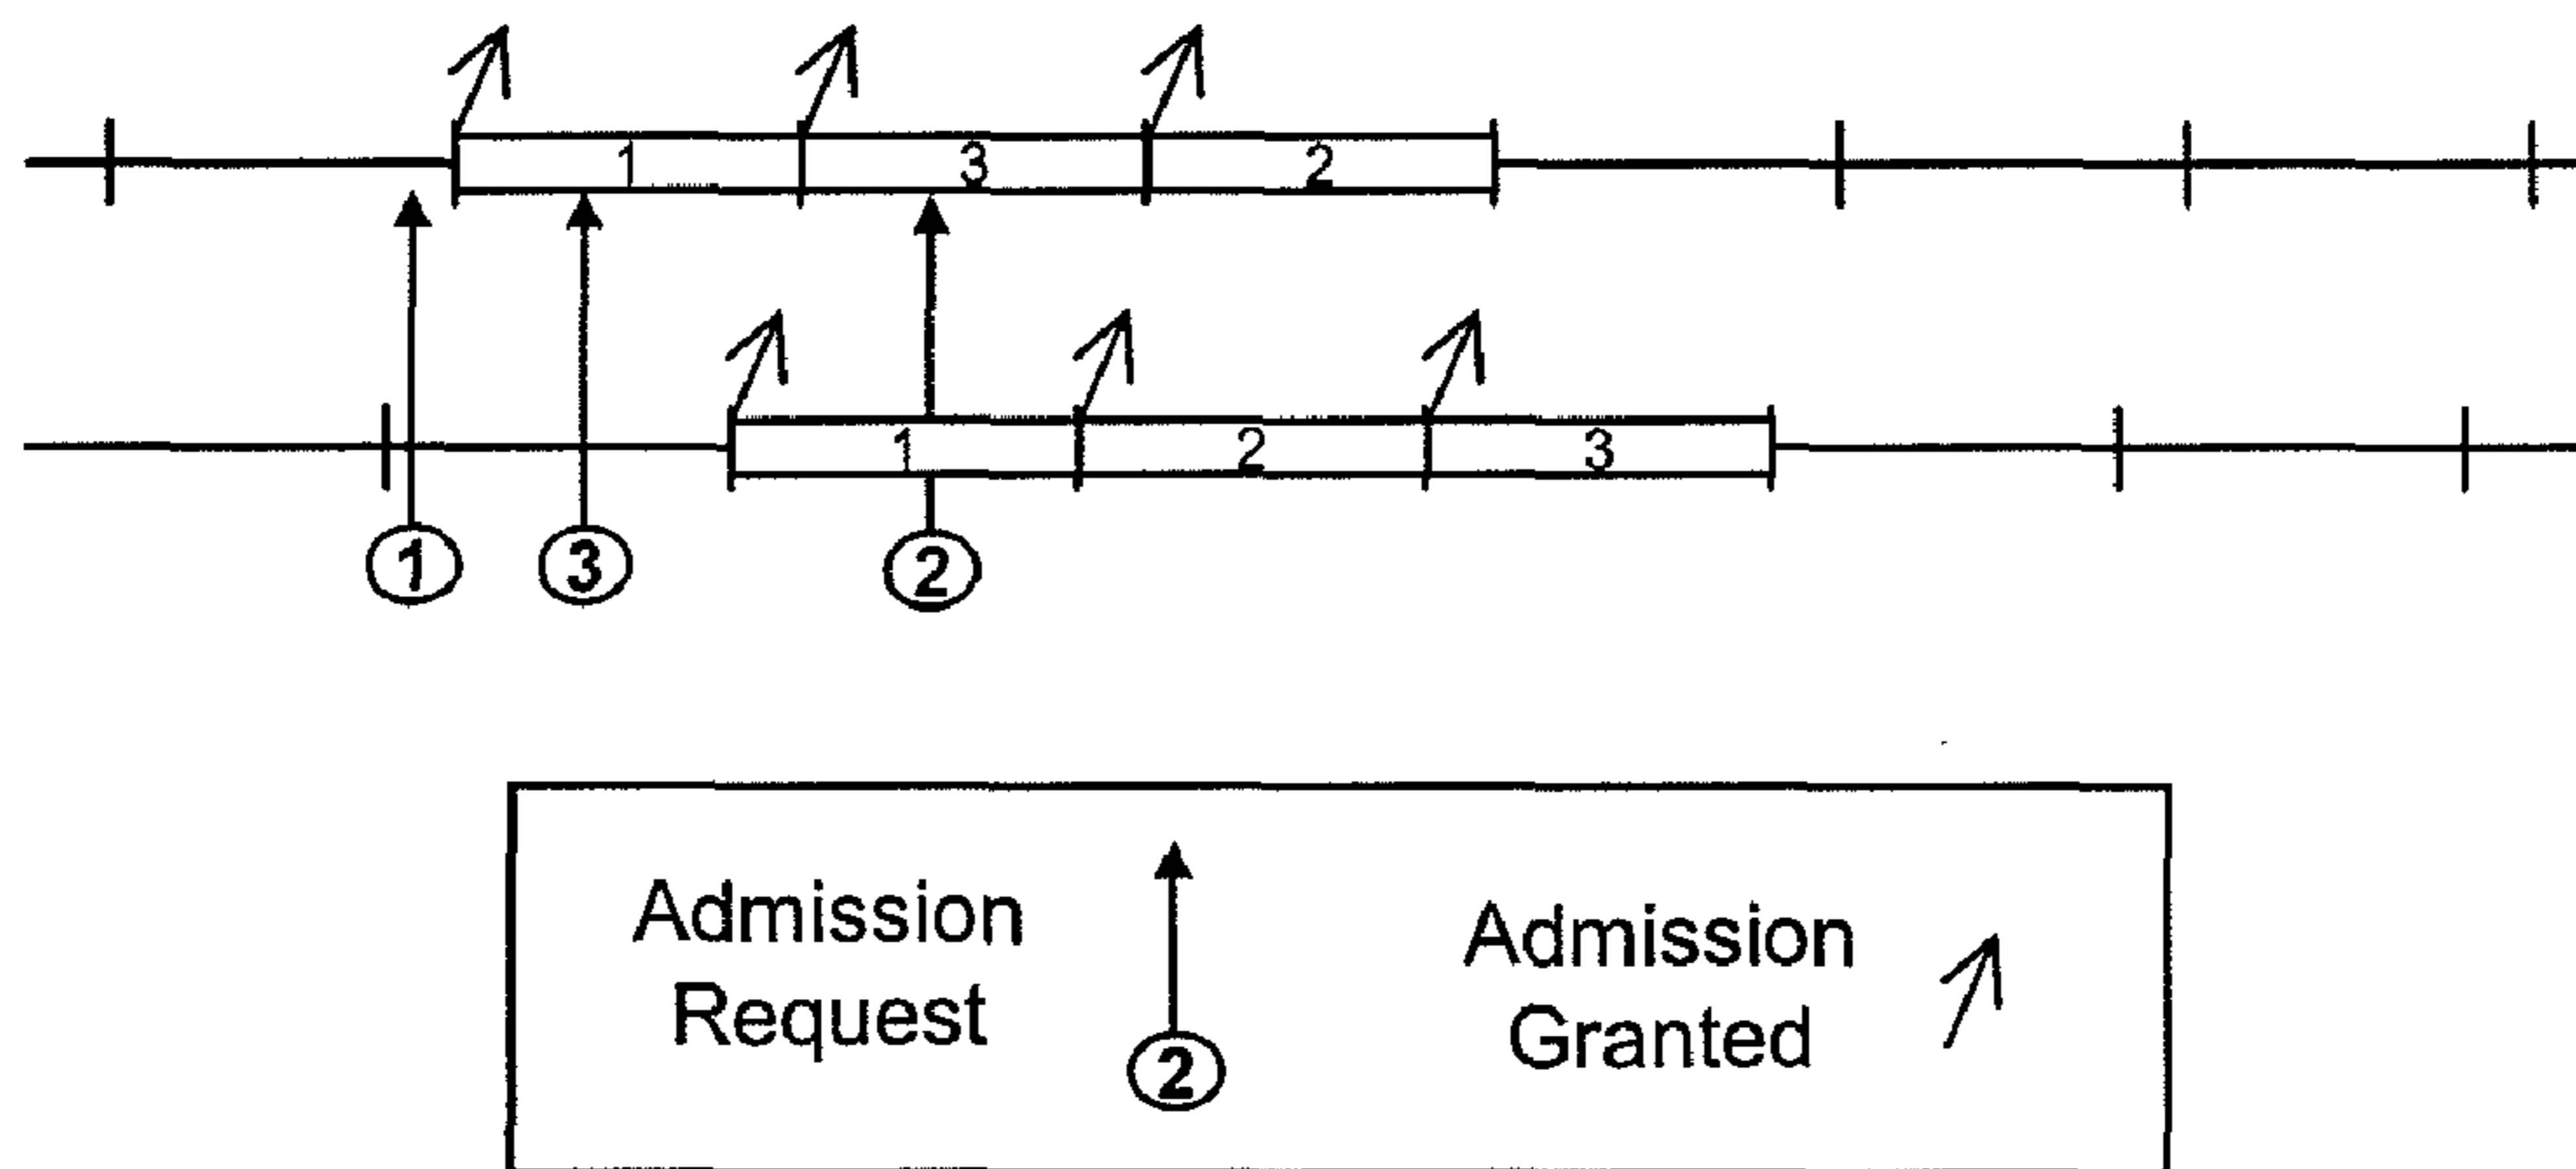 1 3 2
1 2 3
① ③ ②
Admission Request
②
Admission Granted